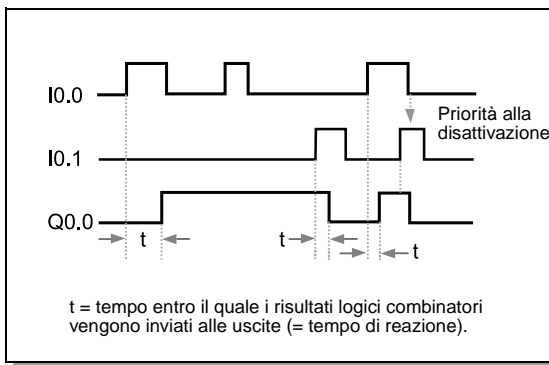 I0.0
Priorità alla
disattivazione
I0.1
Q0.0
t
t
t
t = tempo entro il quale i risultati logici combinatori
vengono inviati alle uscite (= tempo di reazione).